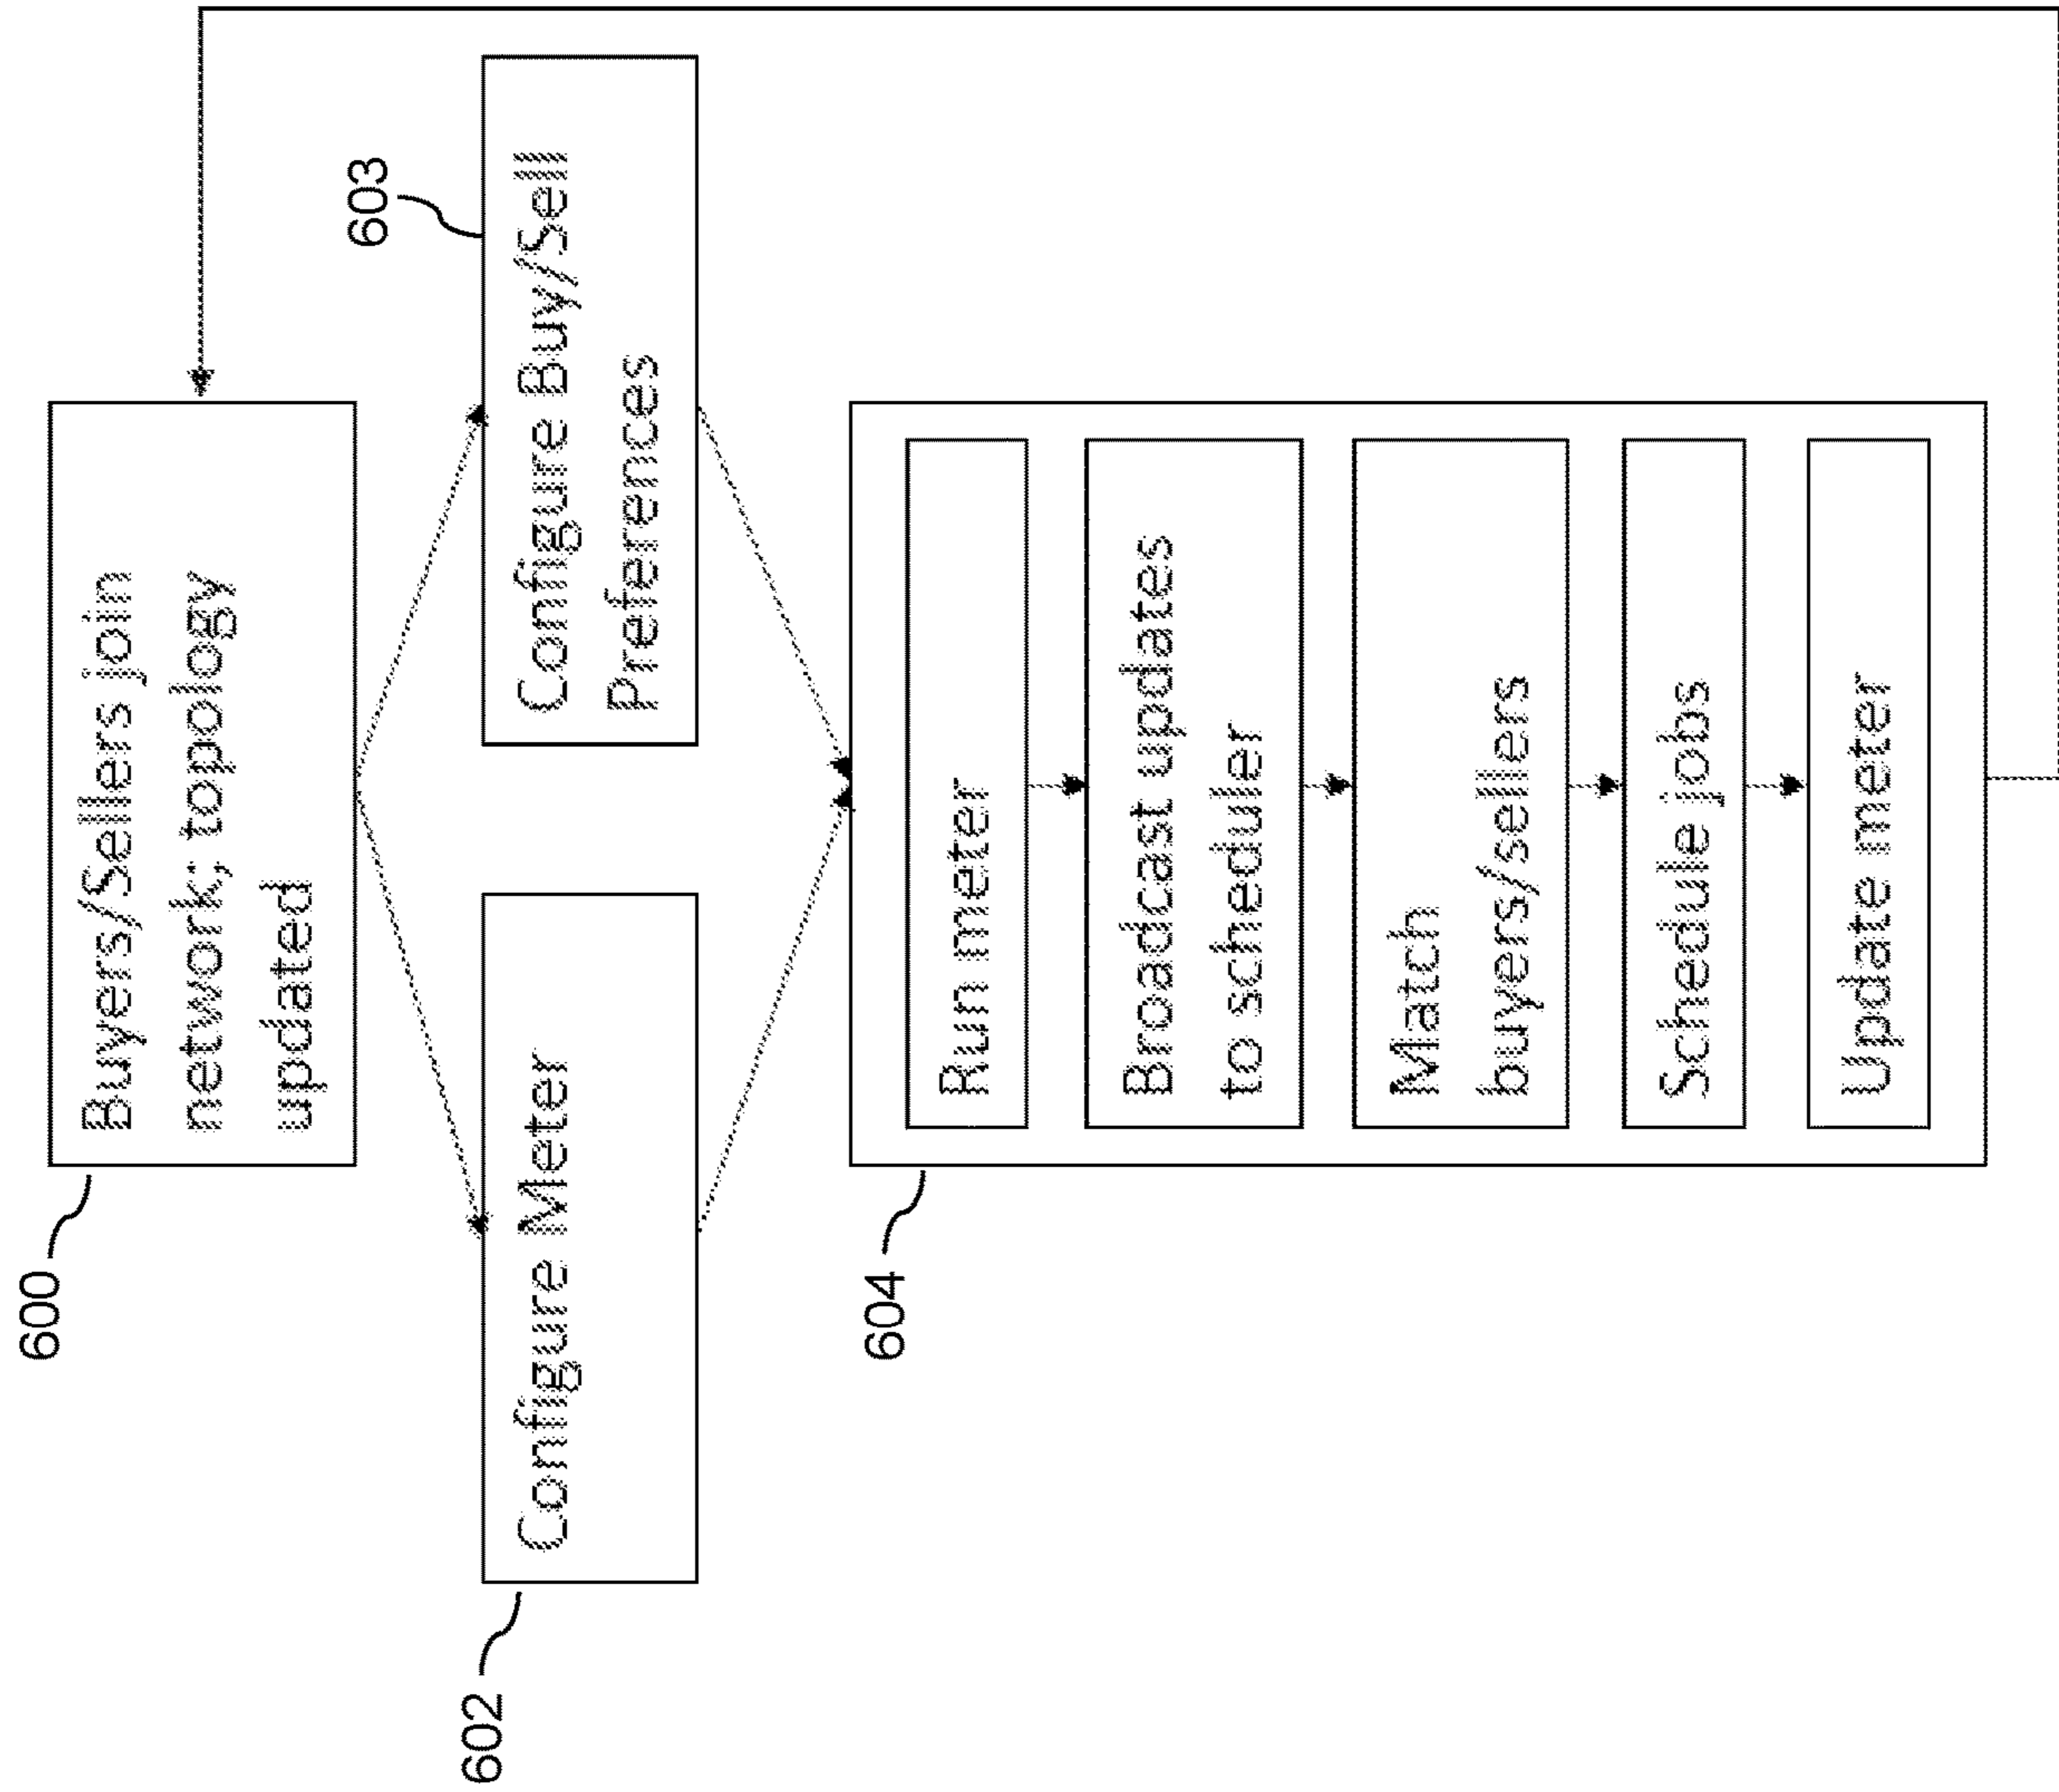 600
Buyers/Sellers join
network; topology
updated
602
Configure Meter
603
Configure Buy/Sell
Preferences
604
Run meter
Broadcast updates
to scheduler
Match
buyers/sellers
Schedule jobs
Update meter